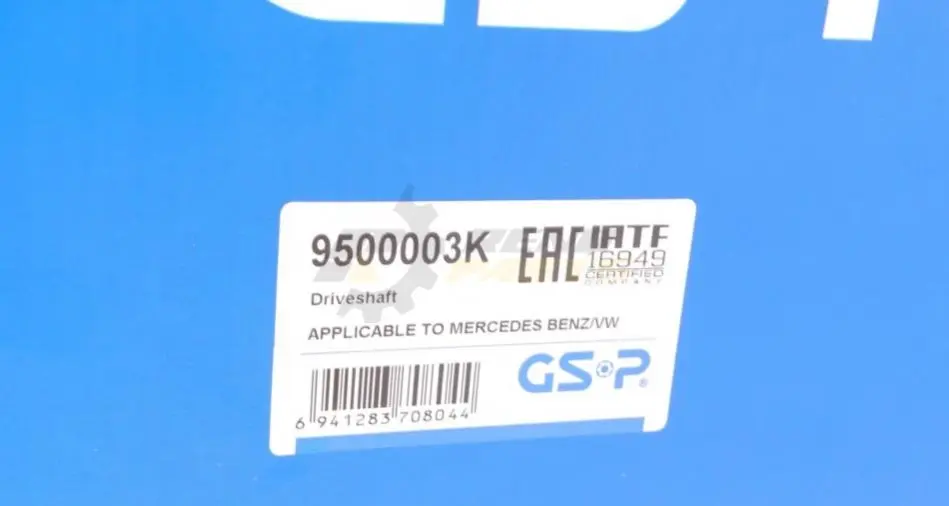 9500003K
EAC
IATF
16949
CERTIFIED
COMPANY
Driveshaft
APPLICABLE TO MERCEDES BENZ/VW
GSP®
6 941283 708044